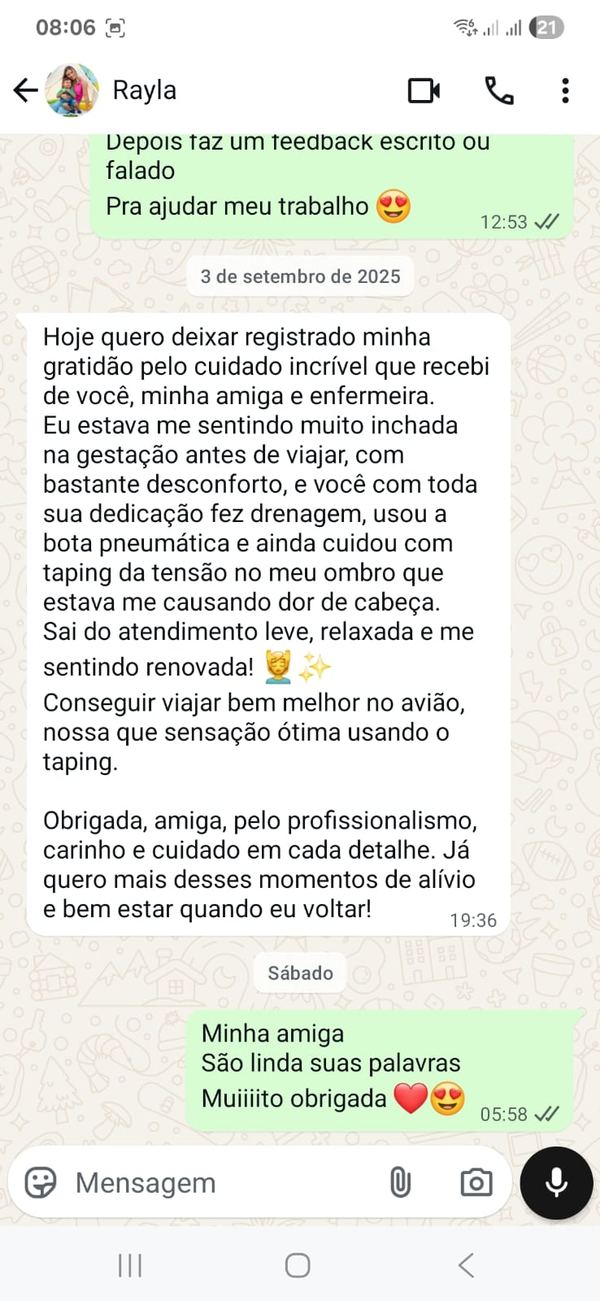 08:06
21
Rayla
Depois faz um feedback escrito ou
falado
Pra ajudar meu trabalho 😍
12:53
3 de setembro de 2025
Hoje quero deixar registrado minha
gratidão pelo cuidado incrível que recebi
de você, minha amiga e enfermeira.
Eu estava me sentindo muito inchada
na gestação antes de viajar, com
bastante desconforto, e você com toda
sua dedicação fez drenagem, usou a
bota pneumática e ainda cuidou com
taping da tensão no meu ombro que
estava me causando dor de cabeça.
Sai do atendimento leve, relaxada e me
sentindo renovada! 💆✨
Conseguir viajar bem melhor no avião,
nossa que sensação ótima usando o
taping.
Obrigada, amiga, pelo profissionalismo,
carinho e cuidado em cada detalhe. Já
quero mais desses momentos de alívio
e bem estar quando eu voltar!
19:36
Sábado
Minha amiga
São linda suas palavras
Muiiiito obrigada ❤️😍
05:58
Mensagem